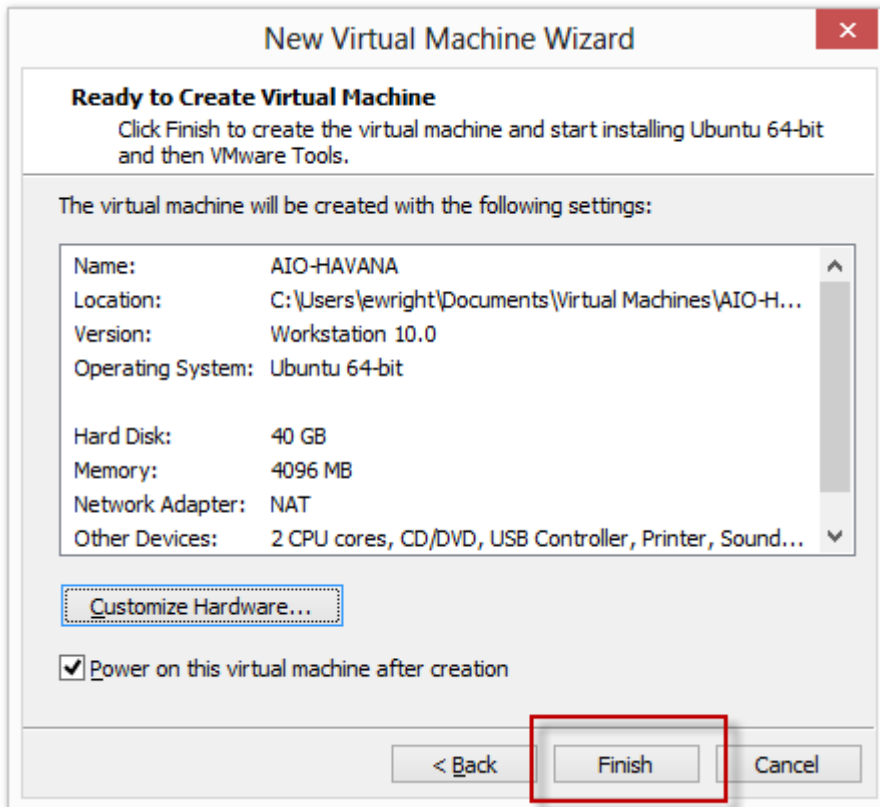 New Virtual Machine Wizard
Ready to Create Virtual Machine
Click Finish to create the virtual machine and start installing Ubuntu 64-bit
and then VMware Tools.
The virtual machine will be created with the following settings:
Name: AIO-HAVANA
Location: C:\Users\ewright\Documents\Virtual Machines\AIO-H...
Version: Workstation 10.0
Operating System: Ubuntu 64-bit
Hard Disk: 40 GB
Memory: 4096 MB
Network Adapter: NAT
Other Devices: 2 CPU cores, CD/DVD, USB Controller, Printer, Sound...
Customize Hardware...
Power on this virtual machine after creation
< Back Finish Cancel